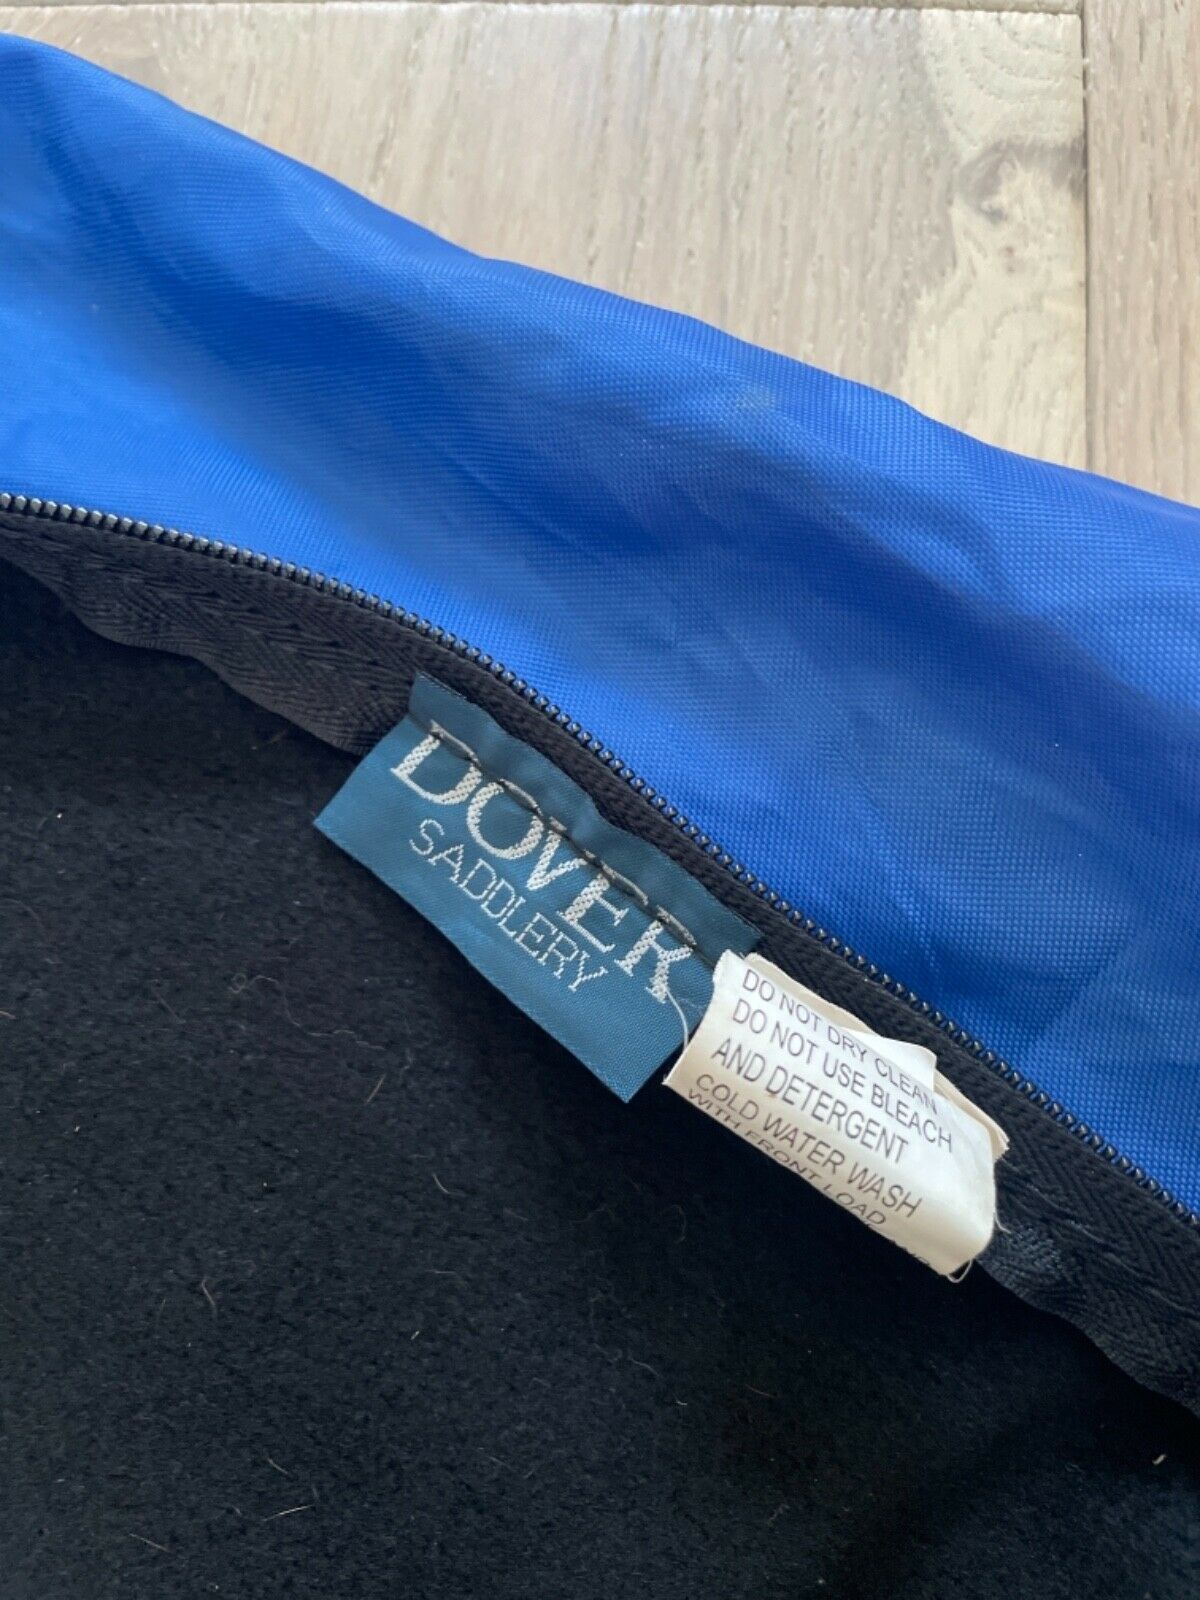 DOVER
SADDLERY
DO NOT DRY CLEAN
DO NOT USE BLEACH
AND DETERGENT
COLD WATER WASH
WITH FRONT LOAD